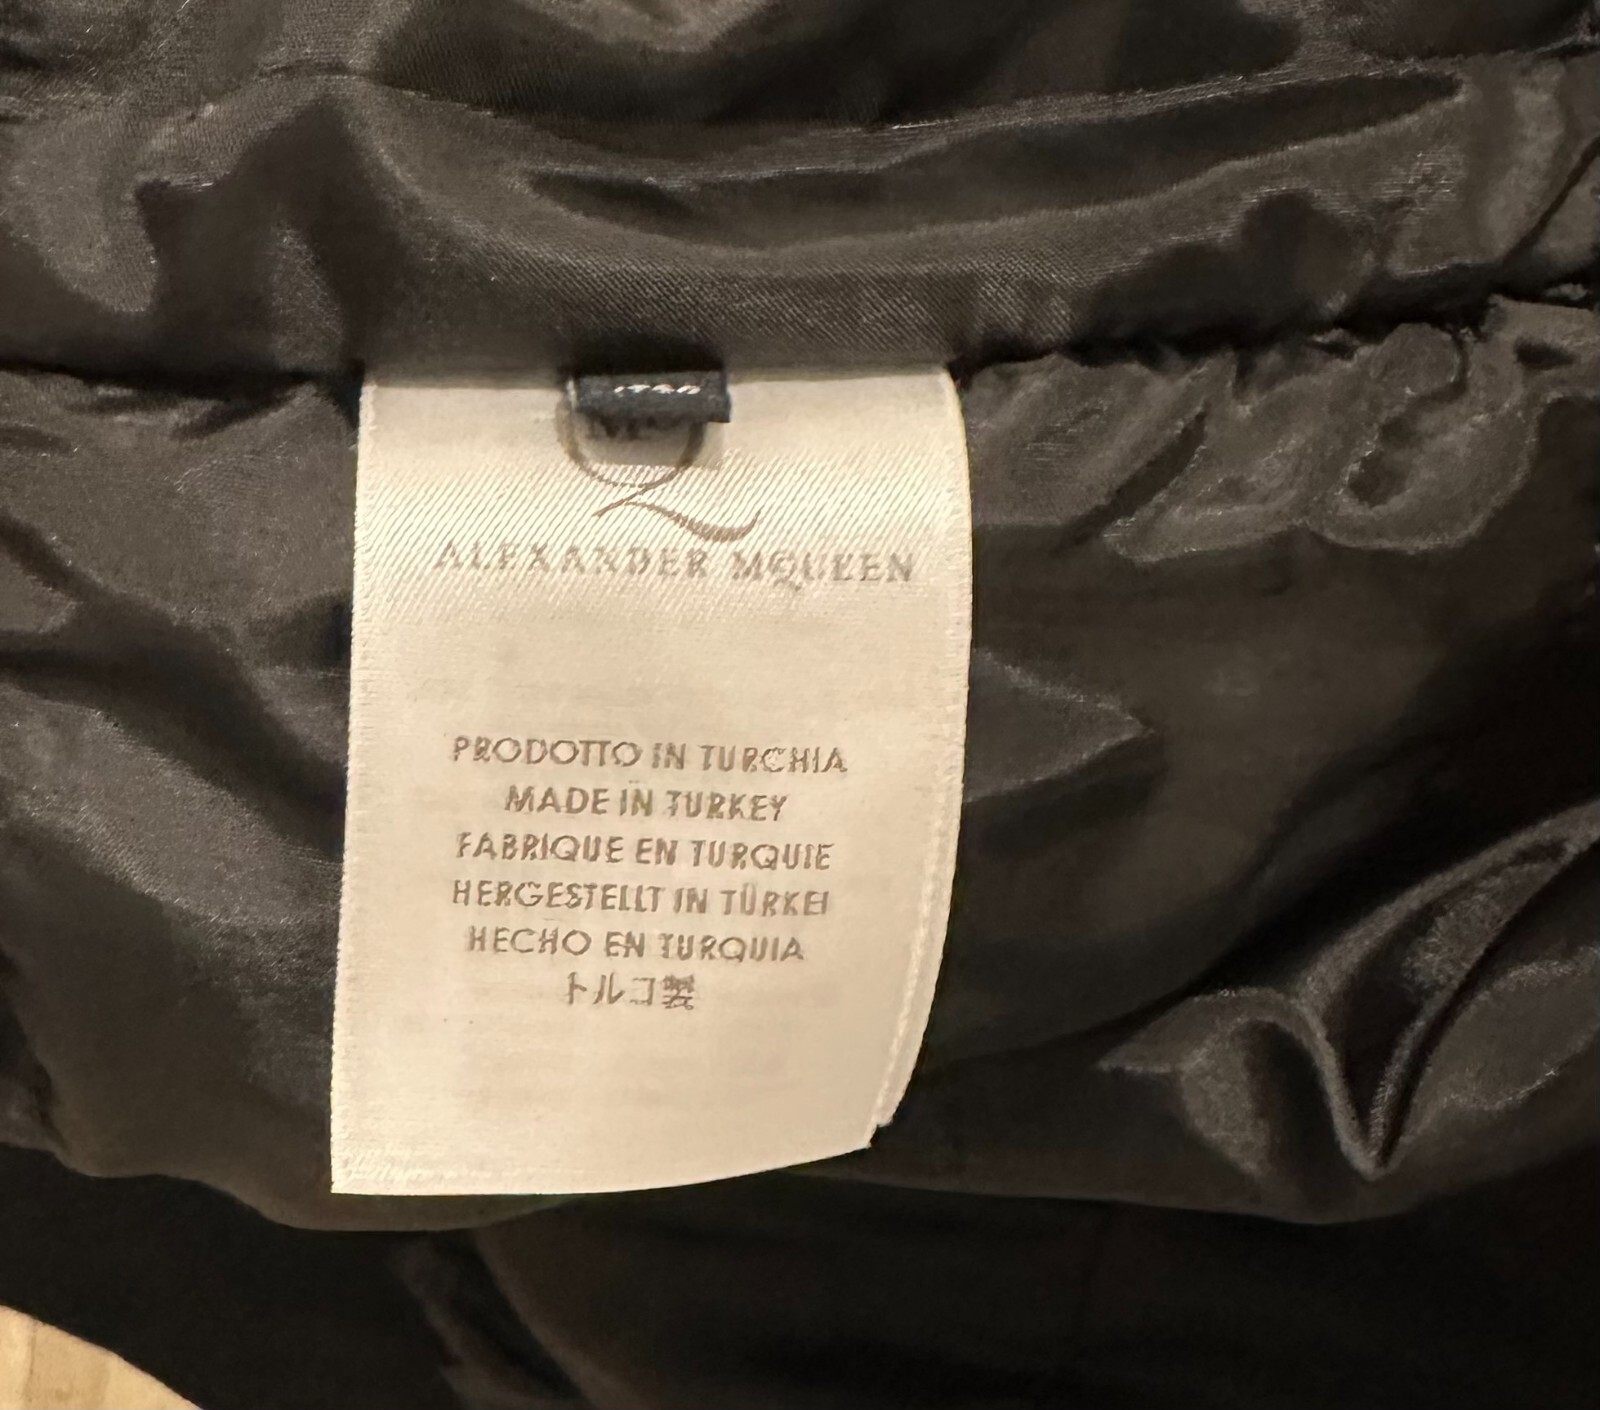 ALEXANDER MQUEEN
PRODOTTO IN TURCHIA
MADE IN TURKEY
FABRIQUE EN TURQUIE
HERGESTELLT IN TÜRKEI
HECHO EN TURQUIA
トルコ製